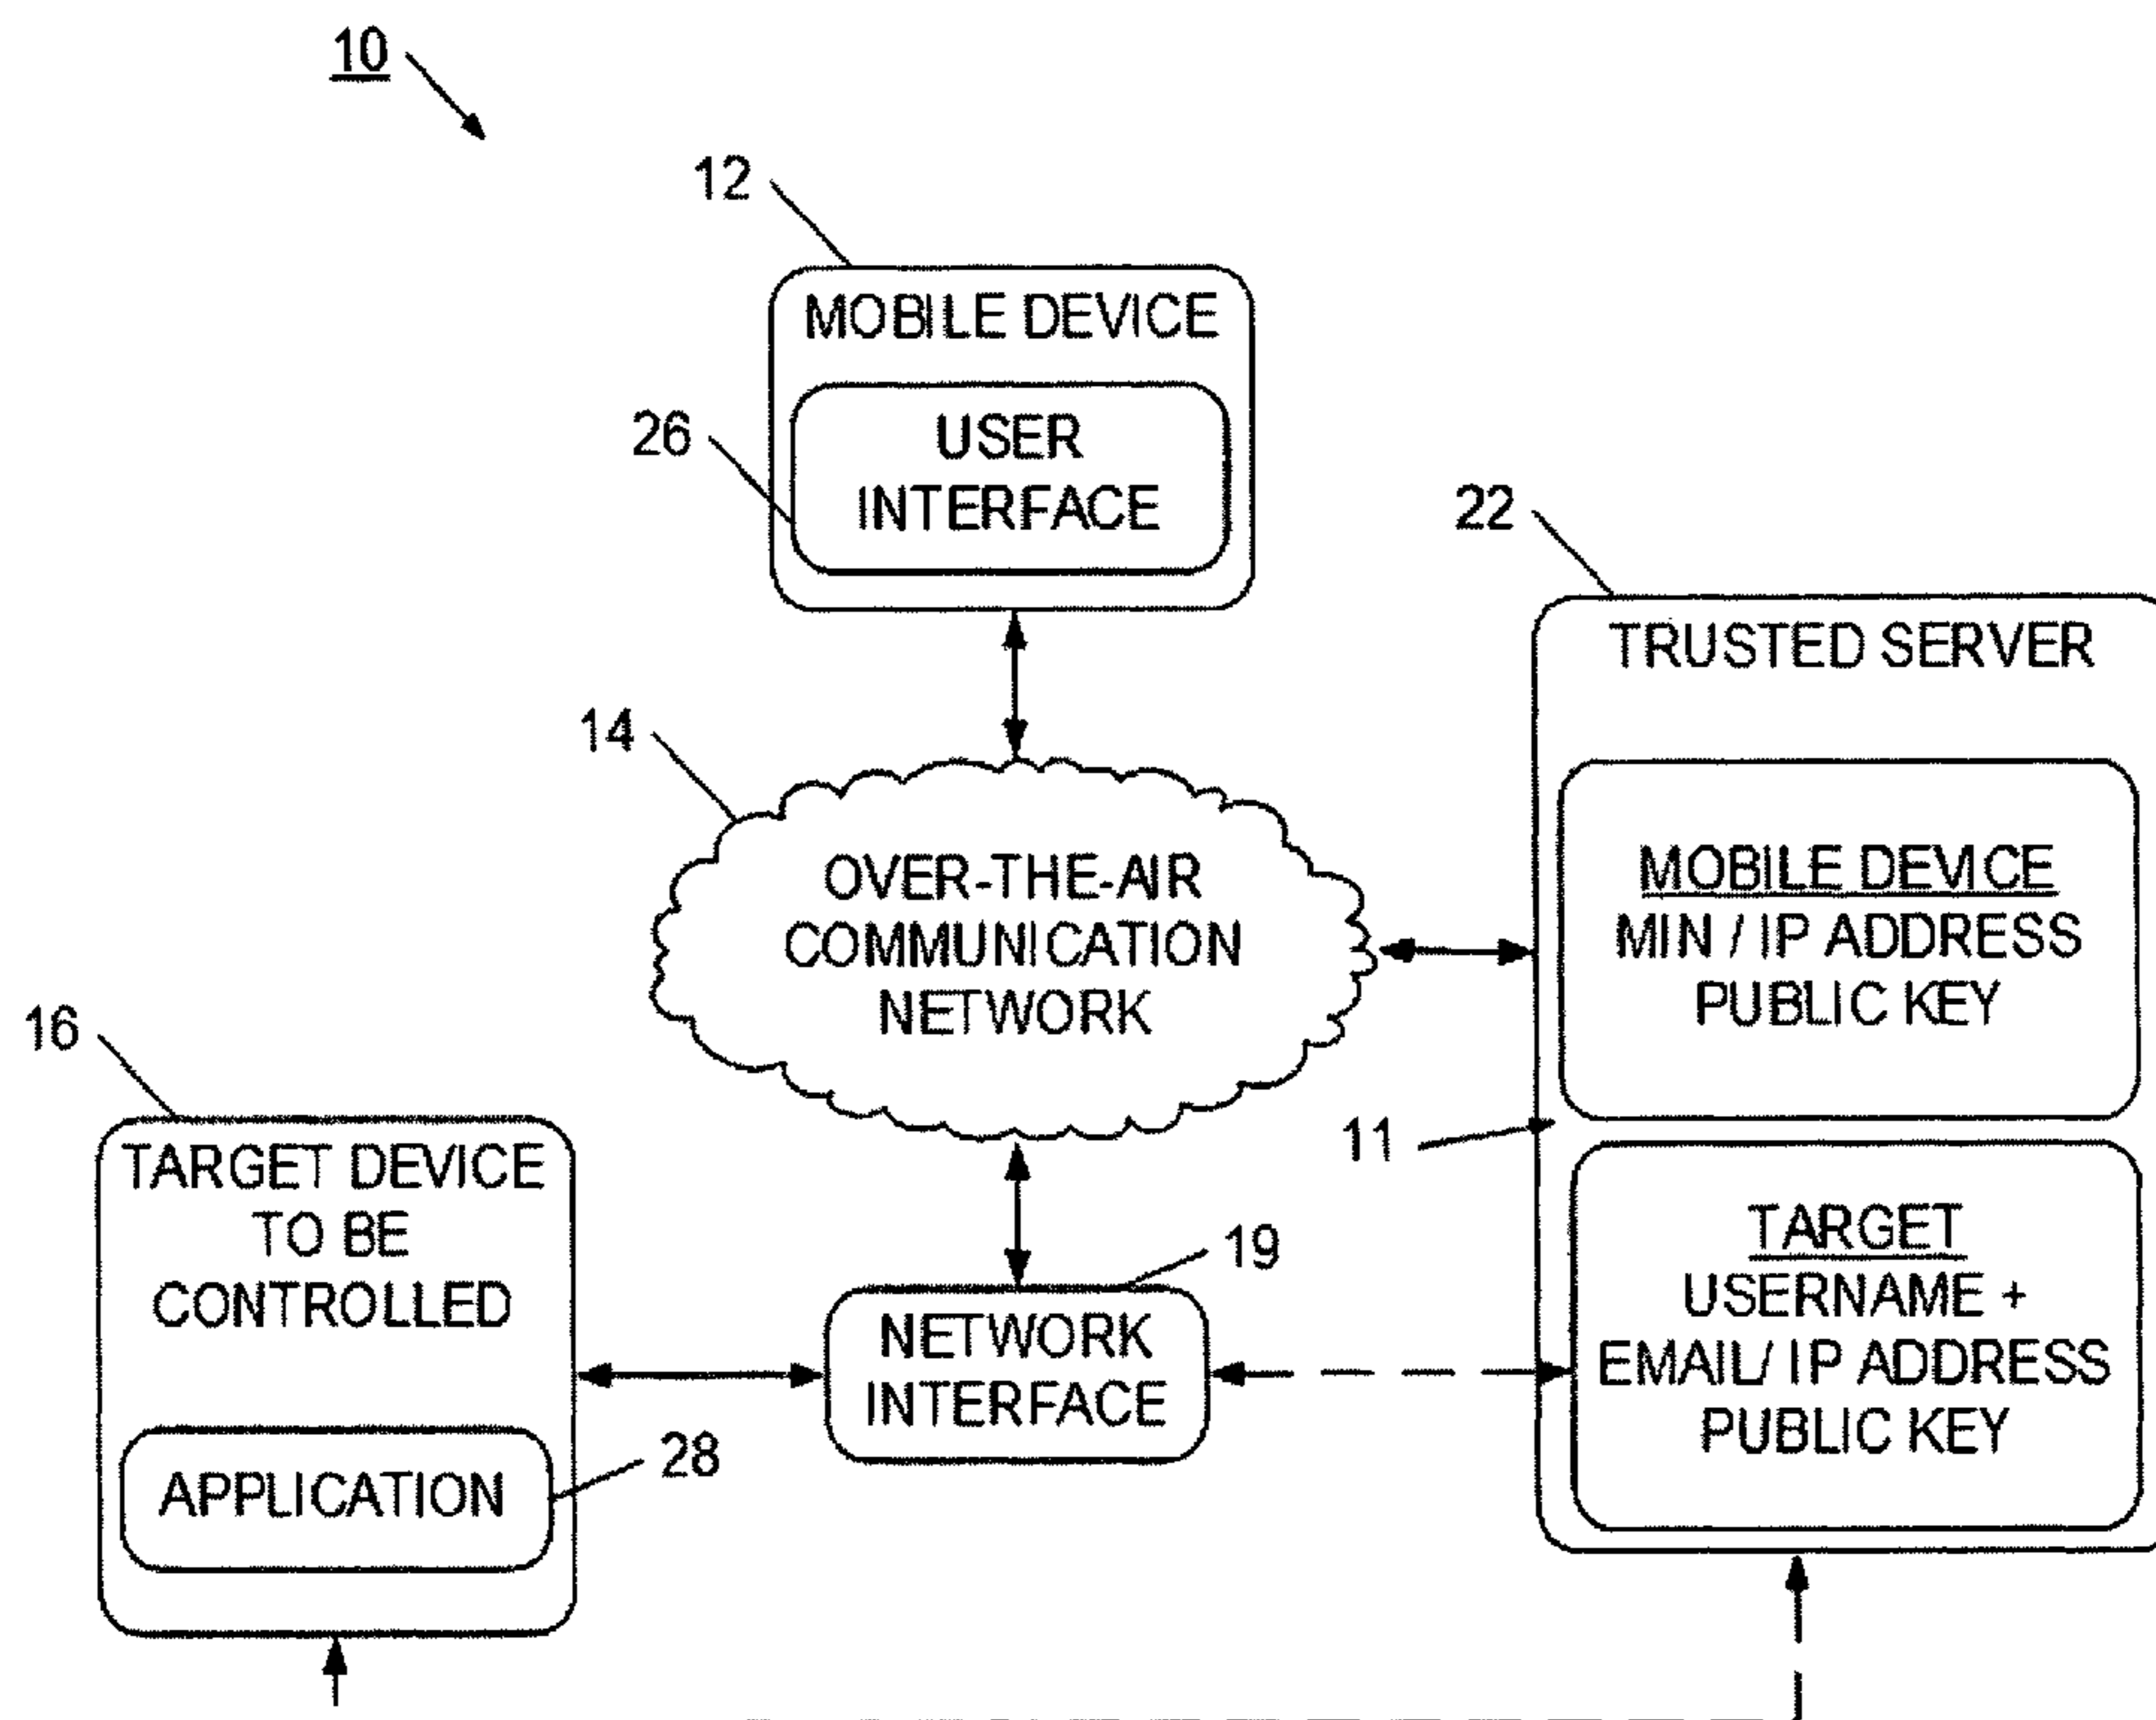 10
12
MOBILE DEVICE
26
USER
INTERFACE
22
TRUSTED SERVER
14
OVER-THE-AIR
COMMUNICATION
NETWORK
MOBILE DEVICE
MIN / IP ADDRESS
PUBLIC KEY
16
11
TARGET DEVICE
TO BE
CONTROLLED
19
NETWORK
INTERFACE
TARGET
USERNAME +
EMAIL/ IP ADDRESS
PUBLIC KEY
APPLICATION
28